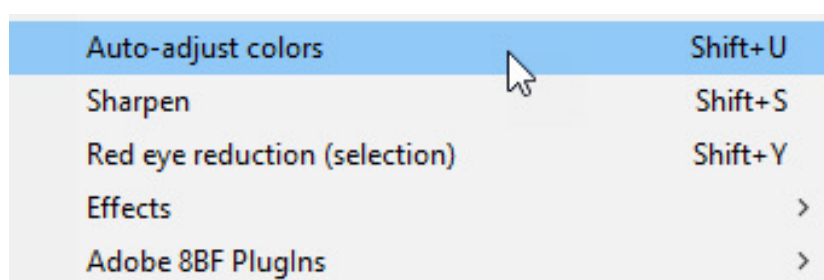 Auto-adjust colors Shift+U
Sharpen Shift+S
Red eye reduction (selection) Shift+Y
Effects
Adobe 8BF PlugIns